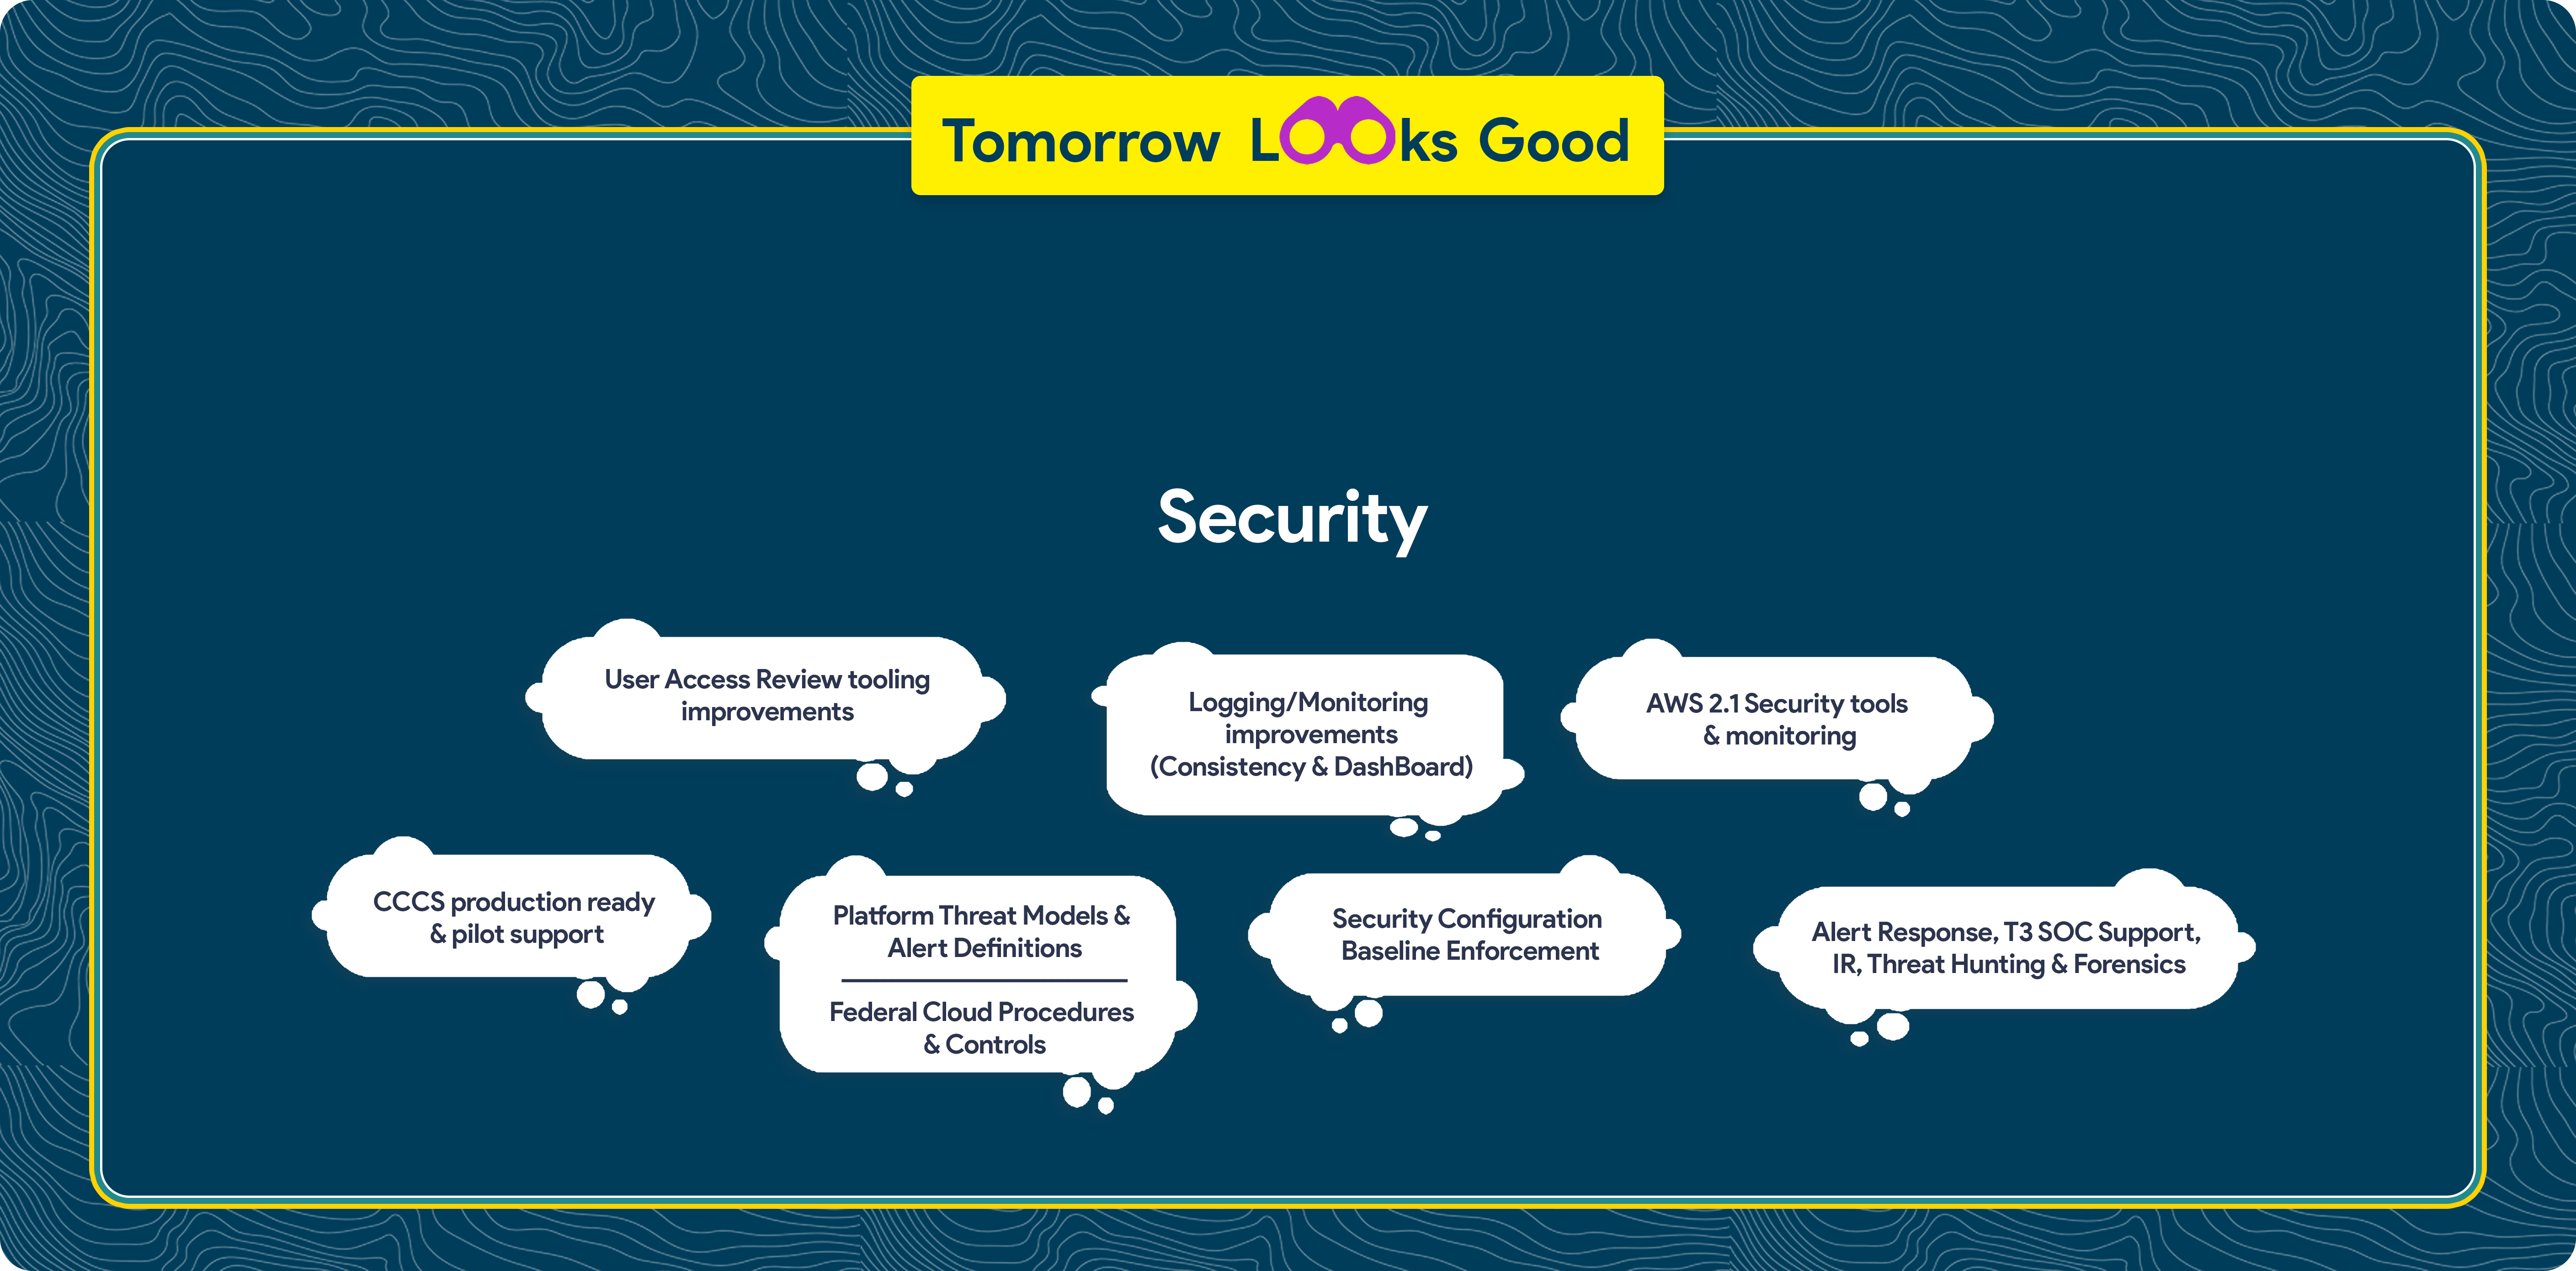 Tomorrow Looks Good
Security
User Access Review tooling
improvements
Logging/Monitoring
improvements
(Consistency & DashBoard)
AWS 2.1 Security tools
& monitoring
CCCS production ready
& pilot support
Platform Threat Models &
Alert Definitions
Federal Cloud Procedures
& Controls
Security Configuration
Baseline Enforcement
Alert Response, T3 SOC Support,
IR, Threat Hunting & Forensics